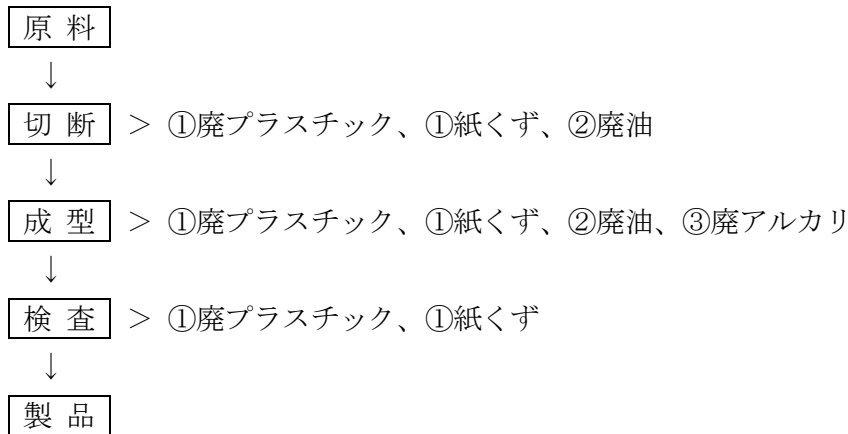 原 料
↓
切 断 > ①廃プラスチック、①紙くず、②廃油
↓
成 型 > ①廃プラスチック、①紙くず、②廃油、③廃アルカリ
↓
検 査 > ①廃プラスチック、①紙くず
↓
製 品